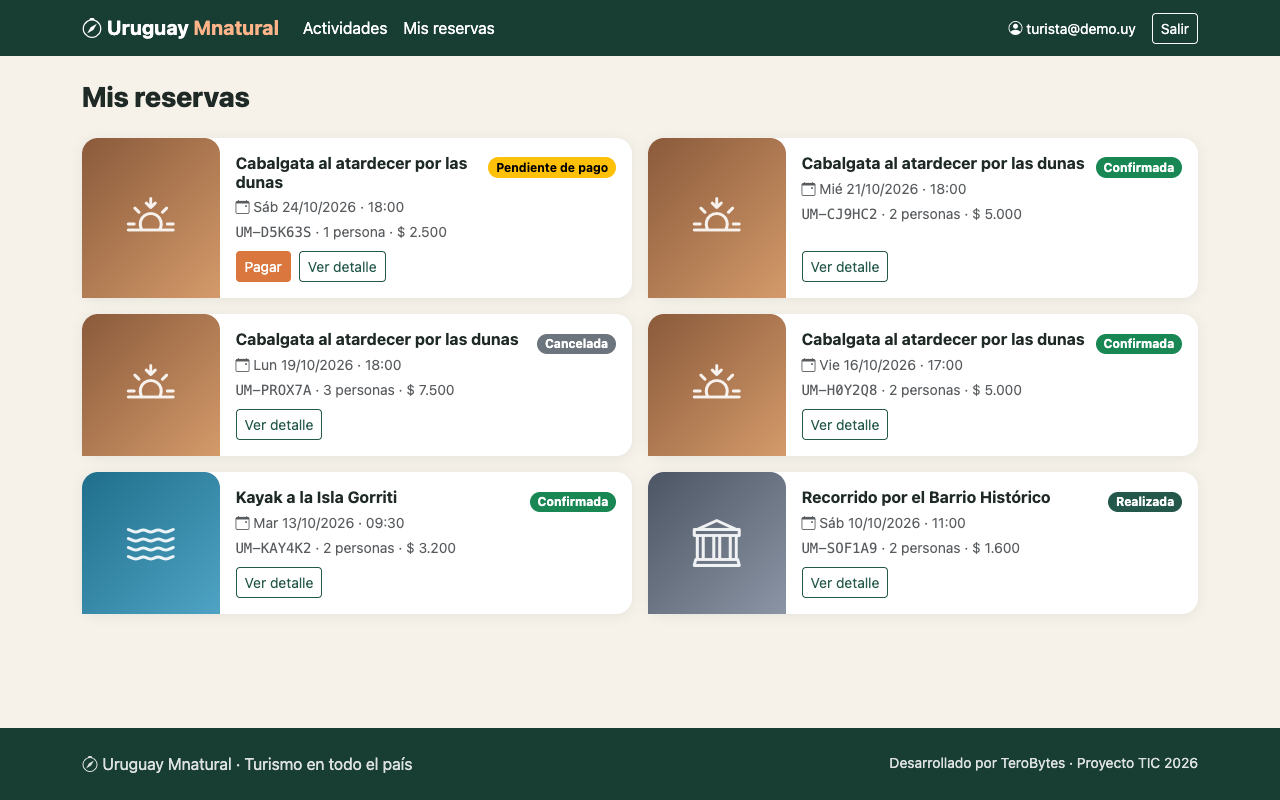 Uruguay Mnatural
Actividades
Mis reservas
turista@demo.uy
Salir
Mis reservas
Cabalgata al atardecer por las
dunas
Pendiente de pago
Sáb 24/10/2026 · 18:00
UM-D5K63S · 1 persona · $ 2.500
Pagar
Ver detalle
Cabalgata al atardecer por las dunas
Confirmada
Mié 21/10/2026 · 18:00
UM-CJ9HC2 · 2 personas · $ 5.000
Ver detalle
Cabalgata al atardecer por las dunas
Cancelada
Lun 19/10/2026 · 18:00
UM-PROX7A · 3 personas · $ 7.500
Ver detalle
Cabalgata al atardecer por las dunas
Confirmada
Vie 16/10/2026 · 17:00
UM-H0Y2Q8 · 2 personas · $ 5.000
Ver detalle
Kayak a la Isla Gorriti
Confirmada
Mar 13/10/2026 · 09:30
UM-KAY4K2 · 2 personas · $ 3.200
Ver detalle
Recorrido por el Barrio Histórico
Realizada
Sáb 10/10/2026 · 11:00
UM-SOF1A9 · 2 personas · $ 1.600
Ver detalle
Uruguay Mnatural · Turismo en todo el país
Desarrollado por TeroBytes · Proyecto TIC 2026